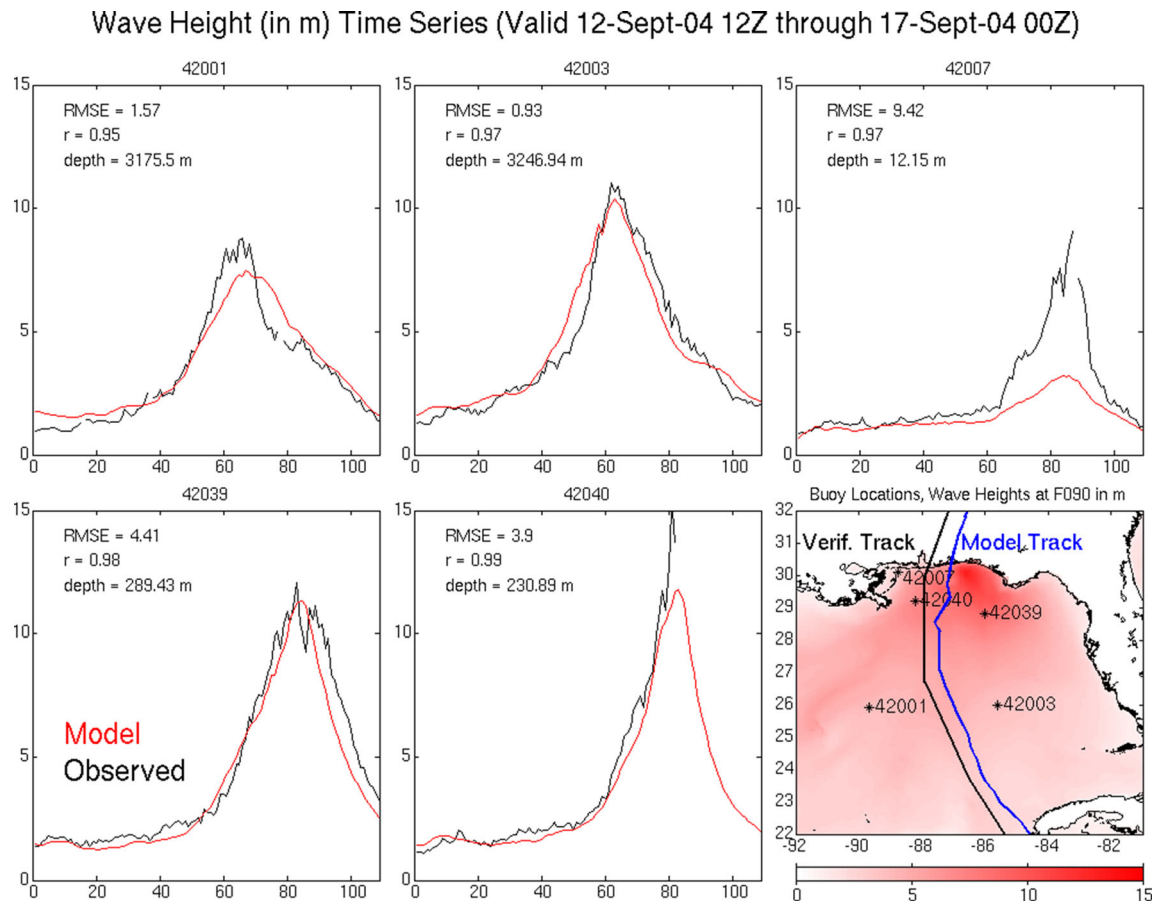 Wave Height (in m) Time Series (Valid 12-Sept-04 12Z through 17-Sept-04 00Z)
42001
15
10
5
0
RMSE = 1.57
r = 0.95
depth = 3175.5 m
0 20 40 60 80 100
42003
15
10
5
0
RMSE = 0.93
r = 0.97
depth = 3246.94 m
0 20 40 60 80 100
42007
15
10
5
0
RMSE = 9.42
r = 0.97
depth = 12.15 m
0 20 40 60 80 100
42039
15
10
5
0
RMSE = 4.41
r = 0.98
depth = 289.43 m
Model
Observed
0 20 40 60 80 100
42040
15
10
5
0
RMSE = 3.9
r = 0.99
depth = 230.89 m
0 20 40 60 80 100
Buoy Locations, Wave Heights at F090 in m
32
31
30
29
28
27
26
25
24
23
22
Verif. Track
Model Track
42007
42040
42039
42001
42003
-92 -90 -88 -86 -84 -82
0 5 10 15